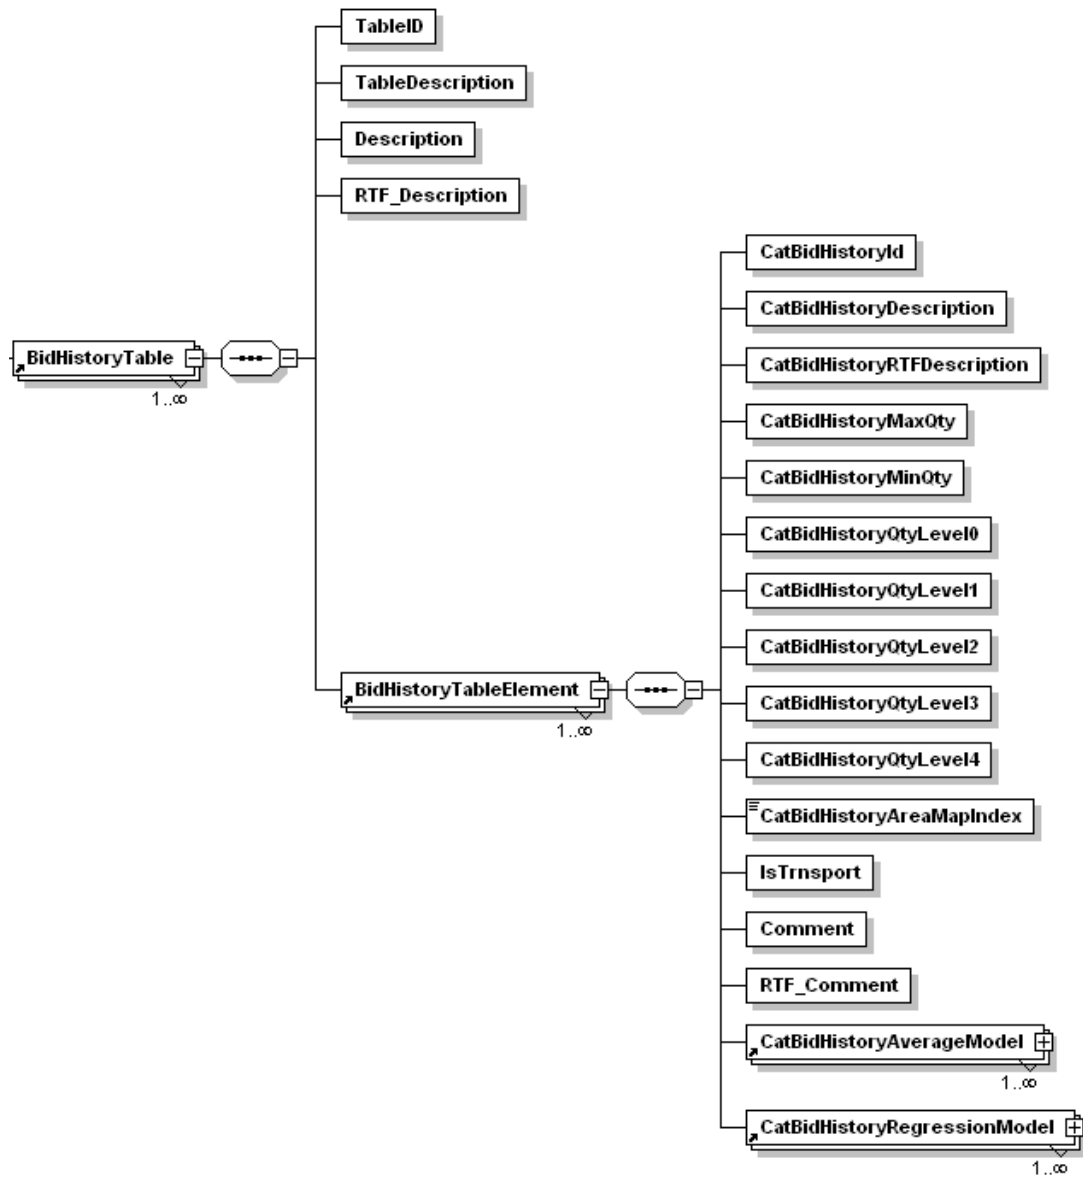 TableID
TableDescription
Description
RTF_Description
BidHistoryTable
1..∞
BidHistoryTableElement
1..∞
CatBidHistoryId
CatBidHistoryDescription
CatBidHistoryRTFDescription
CatBidHistoryMaxQty
CatBidHistoryMinQty
CatBidHistoryQtyLevel0
CatBidHistoryQtyLevel1
CatBidHistoryQtyLevel2
CatBidHistoryQtyLevel3
CatBidHistoryQtyLevel4
CatBidHistoryAreaMapIndex
IsTrnsport
Comment
RTF_Comment
CatBidHistoryAverageModel
1..∞
CatBidHistoryRegressionModel
1..∞